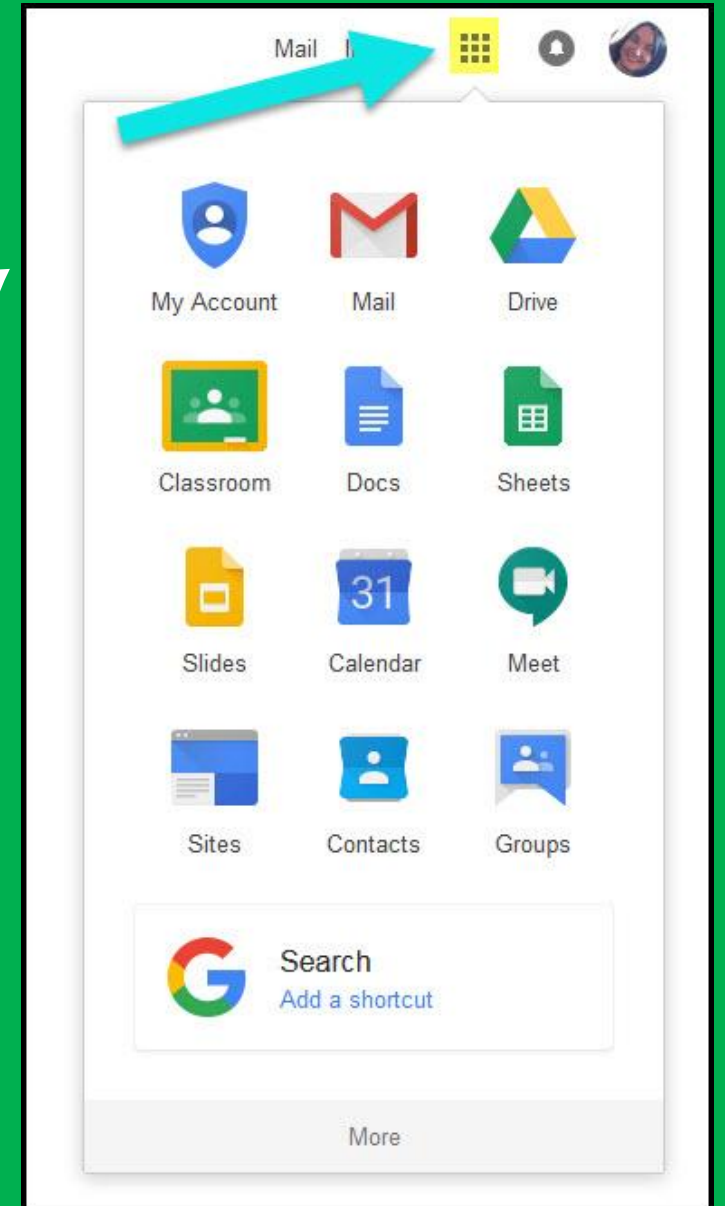 Mail
My Account Mail Drive
Classroom Docs Sheets
31
Slides Calendar Meet
Sites Contacts Groups
Search
Add a shortcut
More